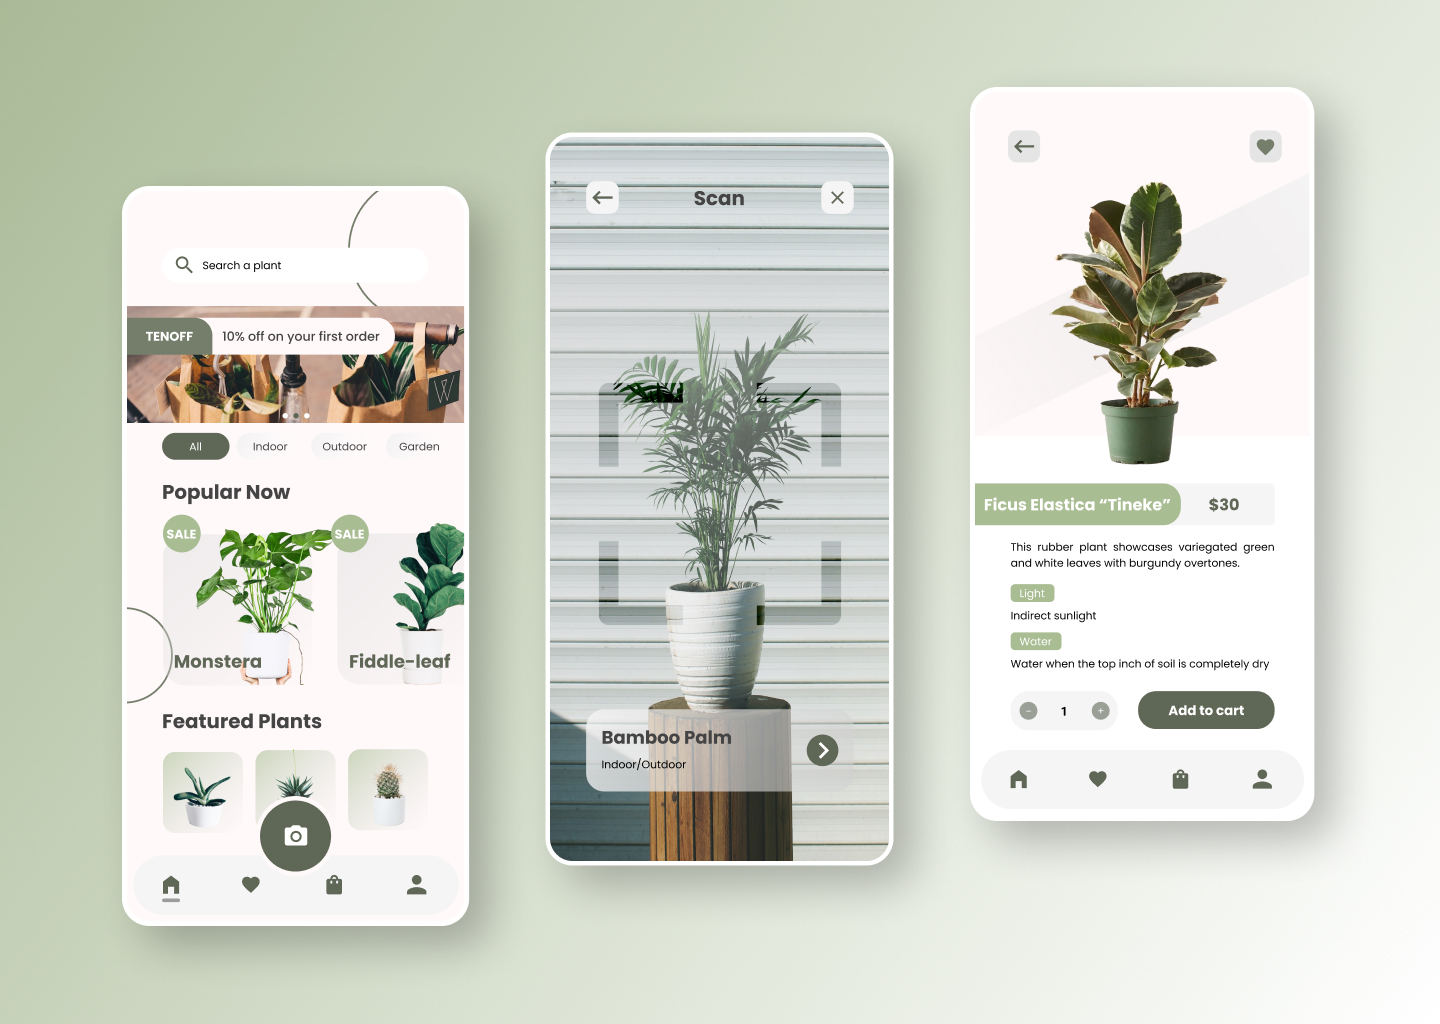 Search a plant
TENOFF
10% off on your first order
W
All
Indoor
Outdoor
Garden
Popular Now
SALE
SALE
Monstera
Fiddle-leaf
Featured Plants
Scan
Bamboo Palm
Indoor/Outdoor
Ficus Elastica “Tineke”
$30
This rubber plant showcases variegated green
and white leaves with burgundy overtones.
Light
Indirect sunlight
Water
Water when the top inch of soil is completely dry
- 1 +
Add to cart